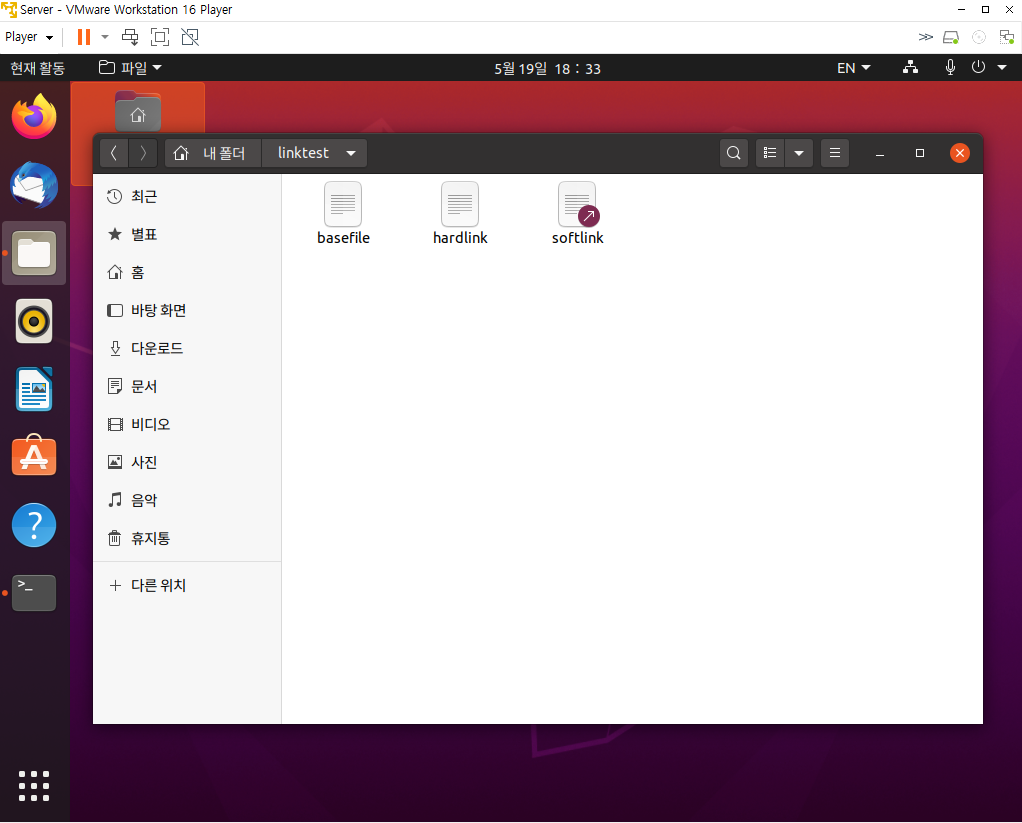 Server - VMware Workstation 16 Player
Player
현재 활동 파일 5월 19일 18 : 33 EN
내 폴더 linktest
최근
별표
홈
바탕 화면
다운로드
문서
비디오
사진
음악
휴지통
다른 위치
basefile hardlink softlink